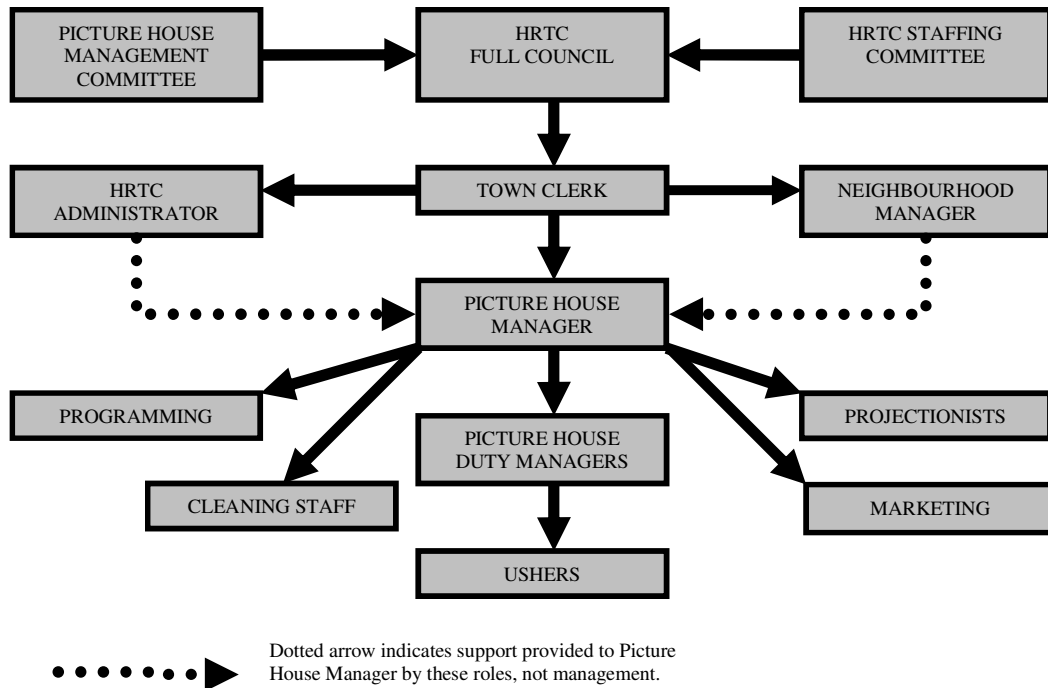 PICTURE HOUSE
MANAGEMENT
COMMITTEE
HRTC
FULL COUNCIL
HRTC STAFFING
COMMITTEE
HRTC
ADMINISTRATOR
TOWN CLERK
NEIGHBOURHOOD
MANAGER
PICTURE HOUSE
MANAGER
PROGRAMMING
PICTURE HOUSE
DUTY MANAGERS
PROJECTIONISTS
CLEANING STAFF
MARKETING
USHERS
Dotted arrow indicates support provided to Picture
House Manager by these roles, not management.